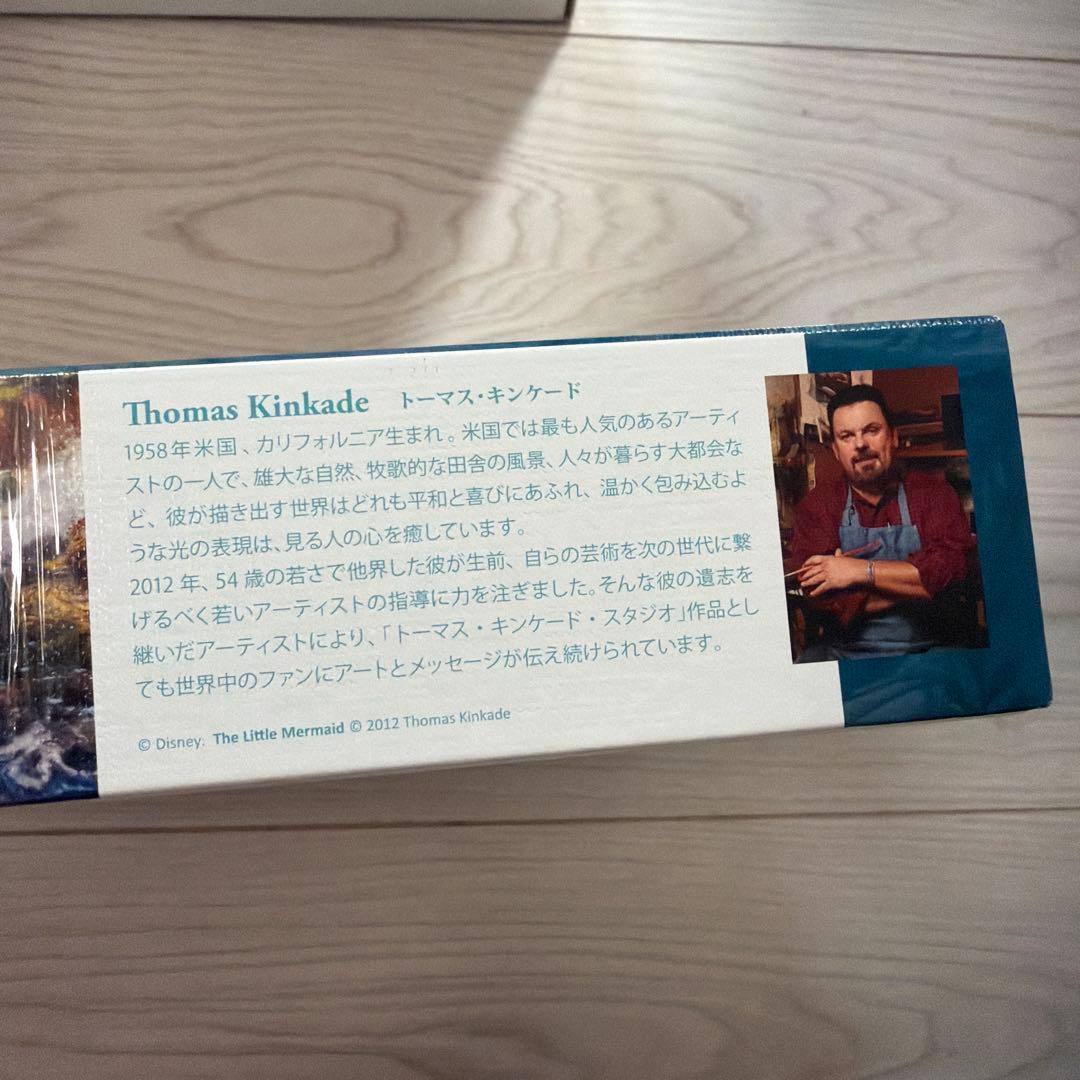 Thomas Kinkade トーマス・キンケード
1958年米国、カリフォルニア生まれ。米国では最も人気のあるアーティ
ストの一人で、雄大な自然、牧歌的な田舎の風景、人々が暮らす大都会な
ど、彼が描き出す世界はどれも平和と喜びにあふれ、温かく包み込むよ
うな光の表現は、見る人の心を癒しています。
2012年、54歳の若さで他界した彼が生前、自らの芸術を次の世代に繋
げるべく若いアーティストの指導に力を注ぎました。そんな彼の遺志を
継いだアーティストにより、「トーマス・キンケード・スタジオ」作品とし
ても世界中のファンにアートとメッセージが伝え続けられています。
© Disney. The Little Mermaid © 2012 Thomas Kinkade